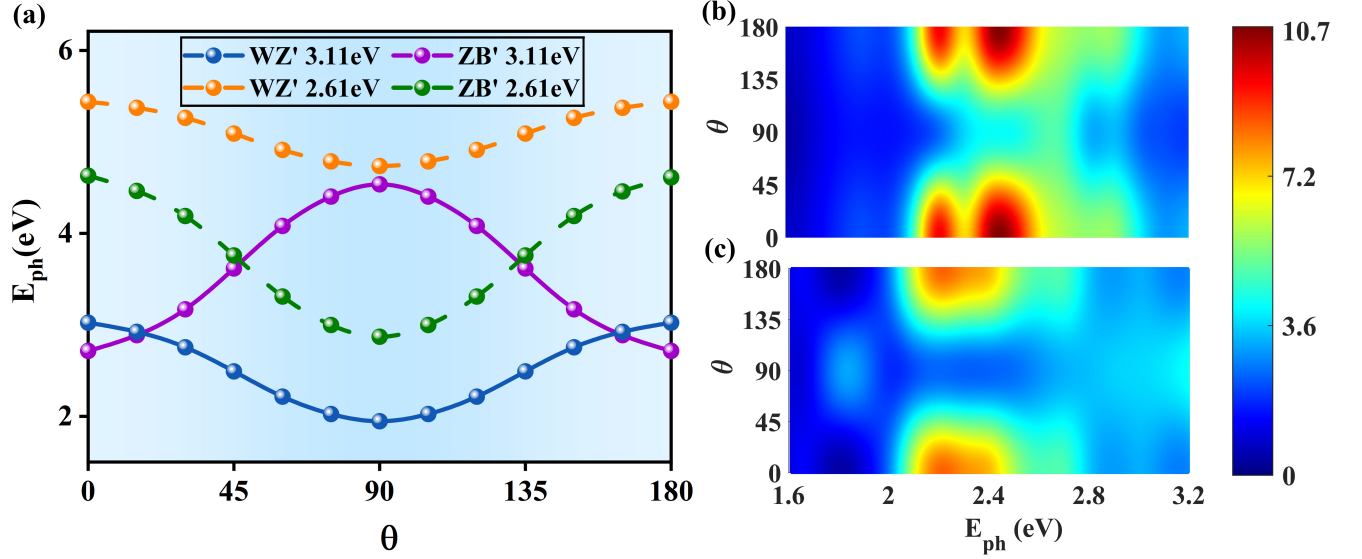 (a)
6
4
2
E_ph(eV)
WZ' 3.11eV
ZB' 3.11eV
WZ' 2.61eV
ZB' 2.61eV
0 45 90 135 180
θ
(b)
180
135
90
45
0
θ
(c)
180
135
90
45
0
θ
1.6 2 2.4 2.8 3.2
E_ph (eV)
10.7
7.2
3.6
0